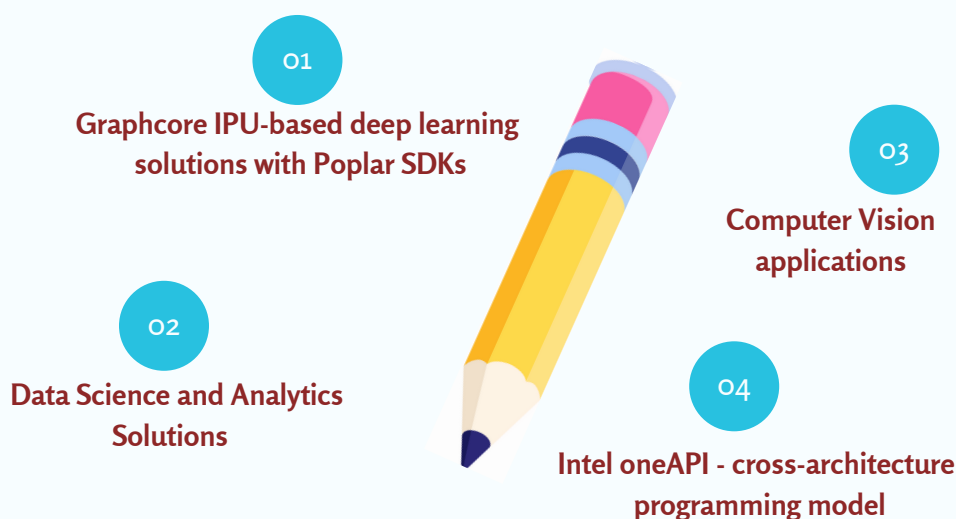 01
Graphcore IPU-based deep learning
solutions with Poplar SDKs
02
Data Science and Analytics
Solutions
03
Computer Vision
applications
04
Intel oneAPI - cross-architecture
programming model